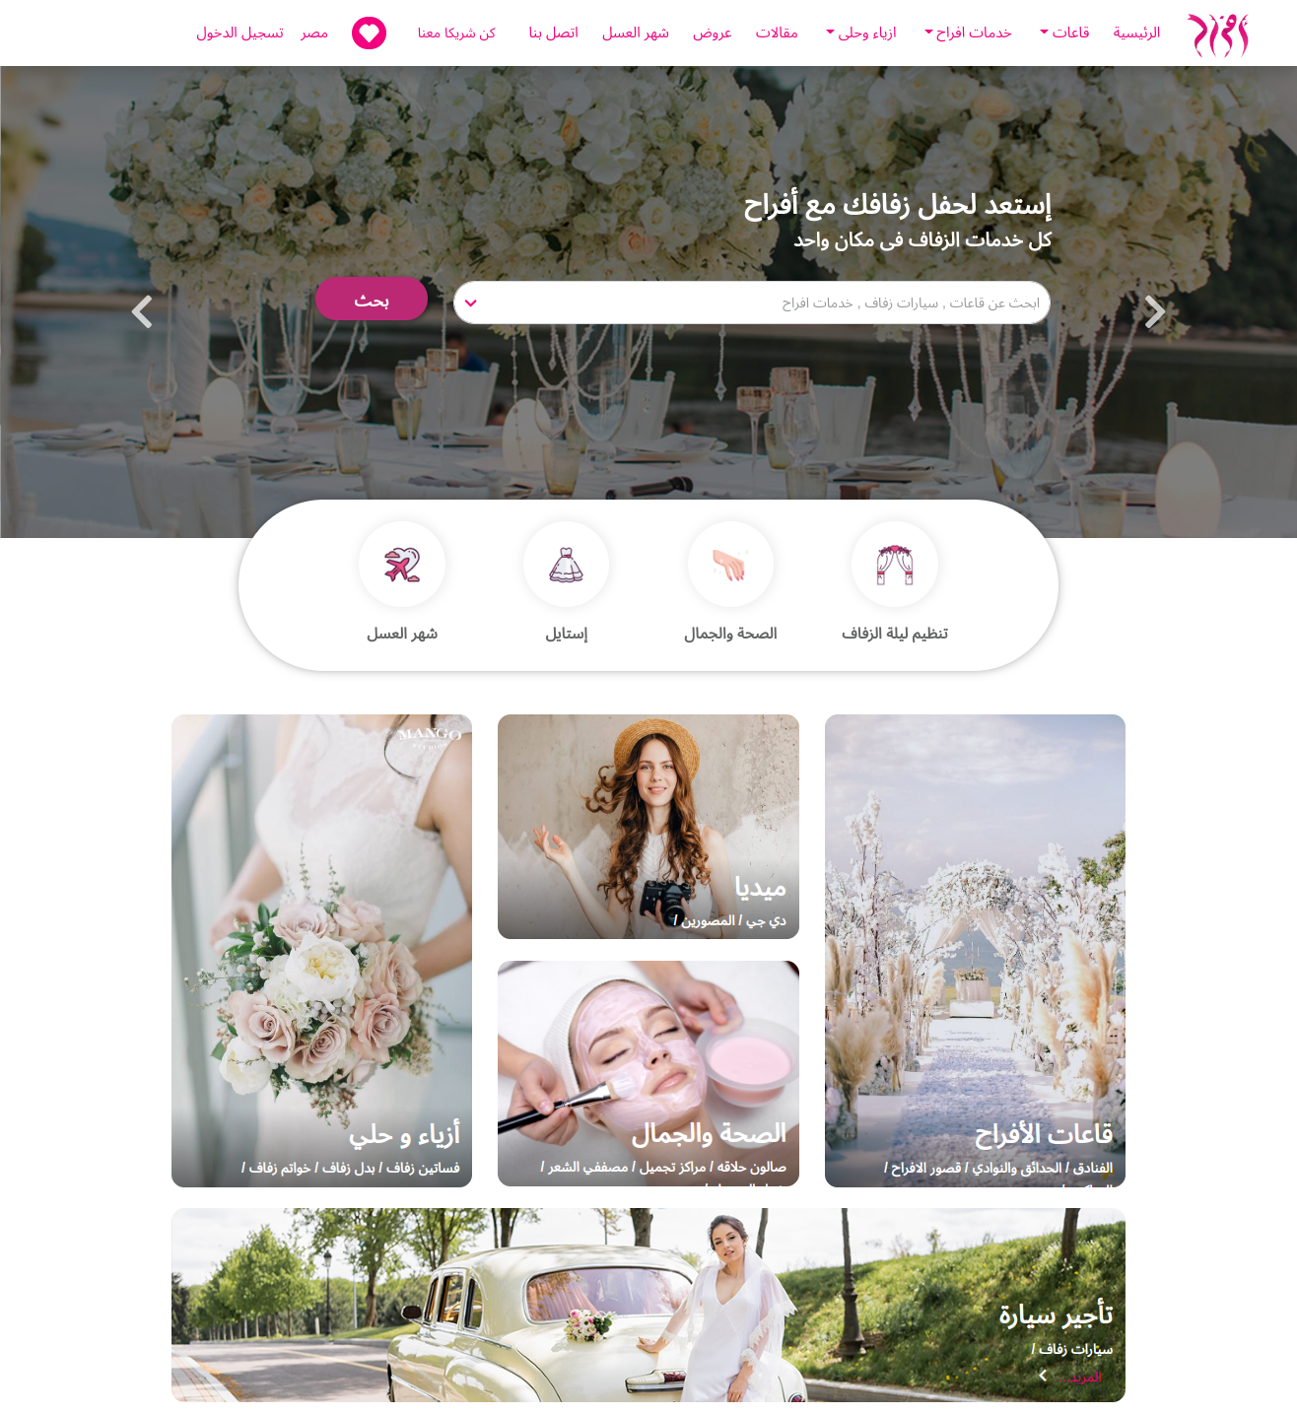 أفراح
الرئيسية
قاعات
خدمات افراح
ازياء وحلى
مقالات
عروض
شهر العسل
اتصل بنا
كن شريكا معنا
مصر
تسجيل الدخول
إستعد لحفل زفافك مع أفراح
كل خدمات الزفاف فى مكان واحد
ابحث عن قاعات , سيارات زفاف , خدمات افراح
بحث
تنظيم ليلة الزفاف
الصحة والجمال
إستايل
شهر العسل
MANGO
STUDIOS
ميديا
دي جي / المصورين /
قاعات الأفراح
الفنادق / الحدائق والنوادي / قصور الافراح /
الصحة والجمال
صالون حلاقه / مراكز تجميل / مصففي الشعر /
أزياء و حلي
فساتين زفاف / بدل زفاف / خواتم زفاف /
تأجير سيارة
سيارات زفاف /
المزيد....